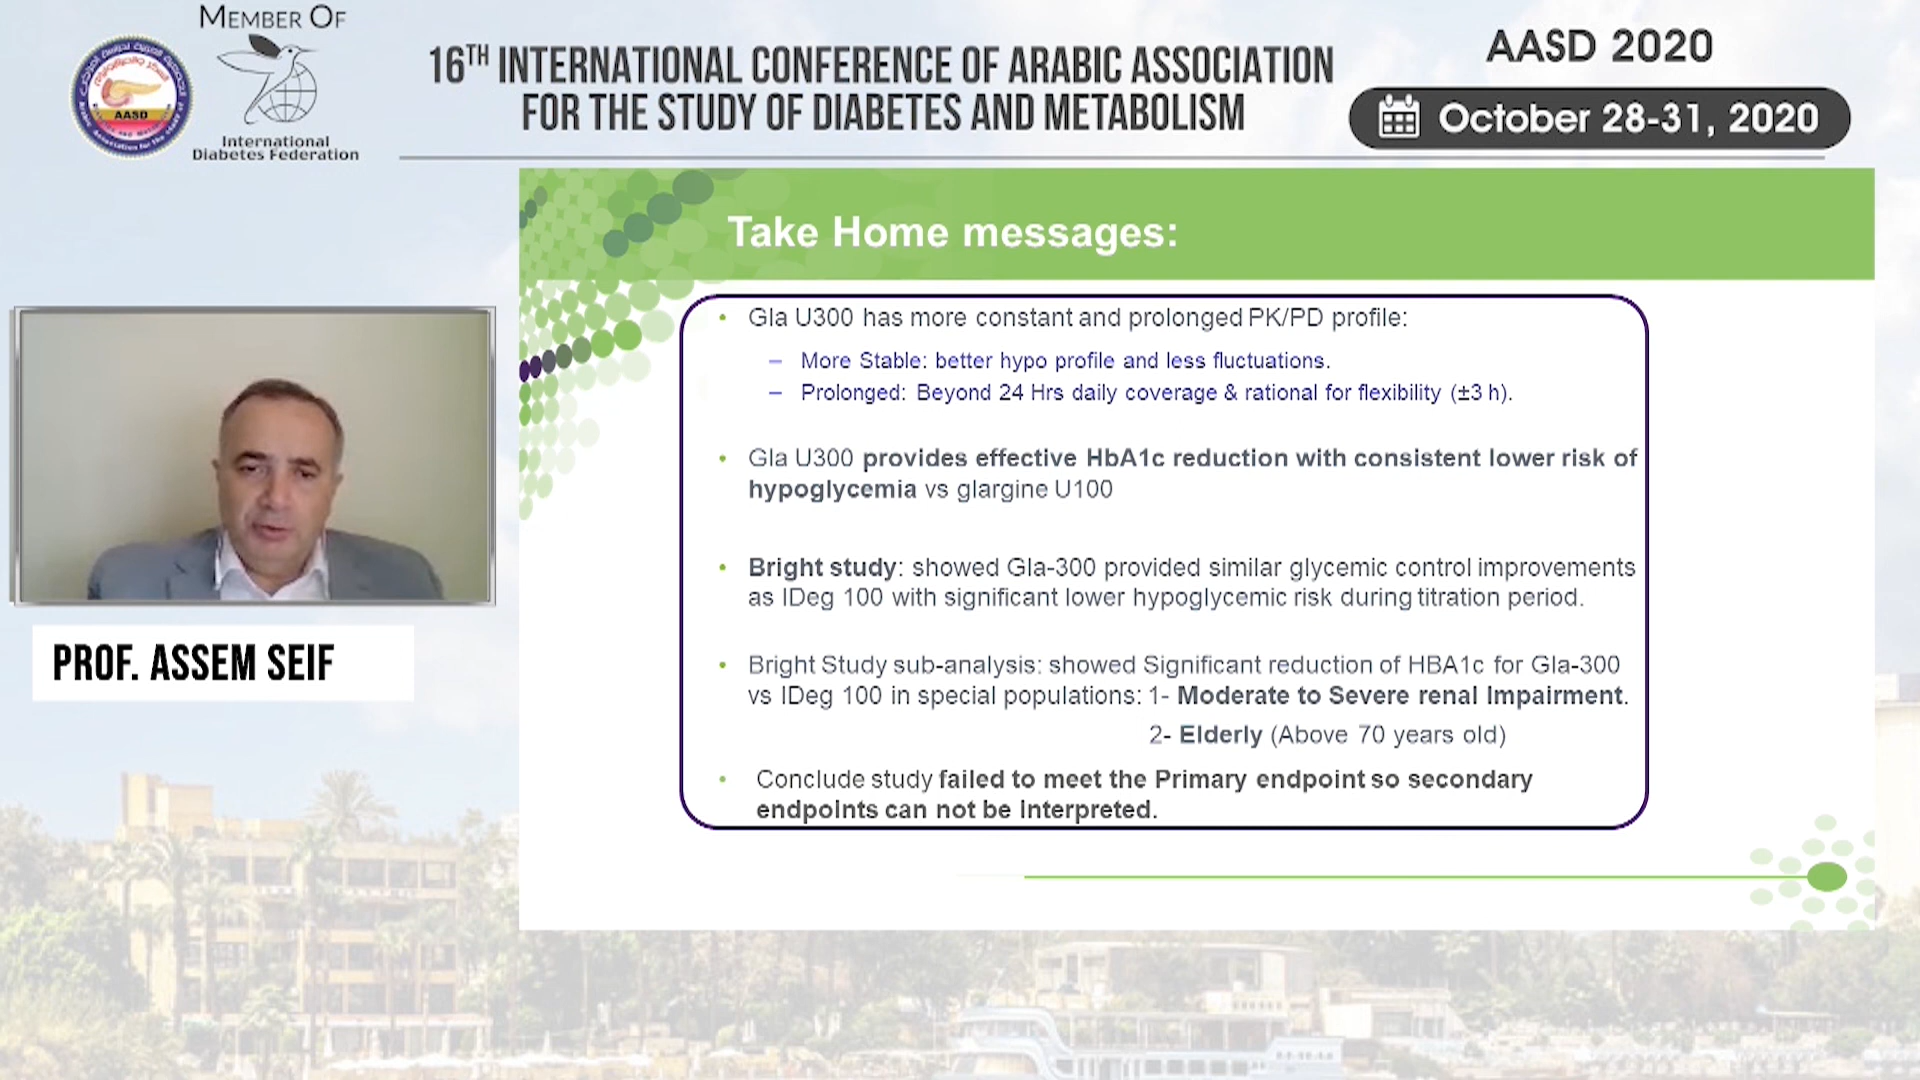 MEMBER OF
AASD
International
Diabetes Federation
16TH INTERNATIONAL CONFERENCE OF ARABIC ASSOCIATION
FOR THE STUDY OF DIABETES AND METABOLISM
AASD 2020
October 28-31, 2020
Take Home messages:
• Gla U300 has more constant and prolonged PK/PD profile:
– More Stable: better hypo profile and less fluctuations.
– Prolonged: Beyond 24 Hrs daily coverage & rational for flexibility (±3 h).
• Gla U300 provides effective HbA1c reduction with consistent lower risk of
hypoglycemia vs glargine U100
• Bright study: showed Gla-300 provided similar glycemic control improvements
as IDeg 100 with significant lower hypoglycemic risk during titration period.
• Bright Study sub-analysis: showed Significant reduction of HBA1c for Gla-300
vs IDeg 100 in special populations: 1- Moderate to Severe renal Impairment.
2- Elderly (Above 70 years old)
• Conclude study failed to meet the Primary endpoint so secondary
endpoints can not be Interpreted.
PROF. ASSEM SEIF